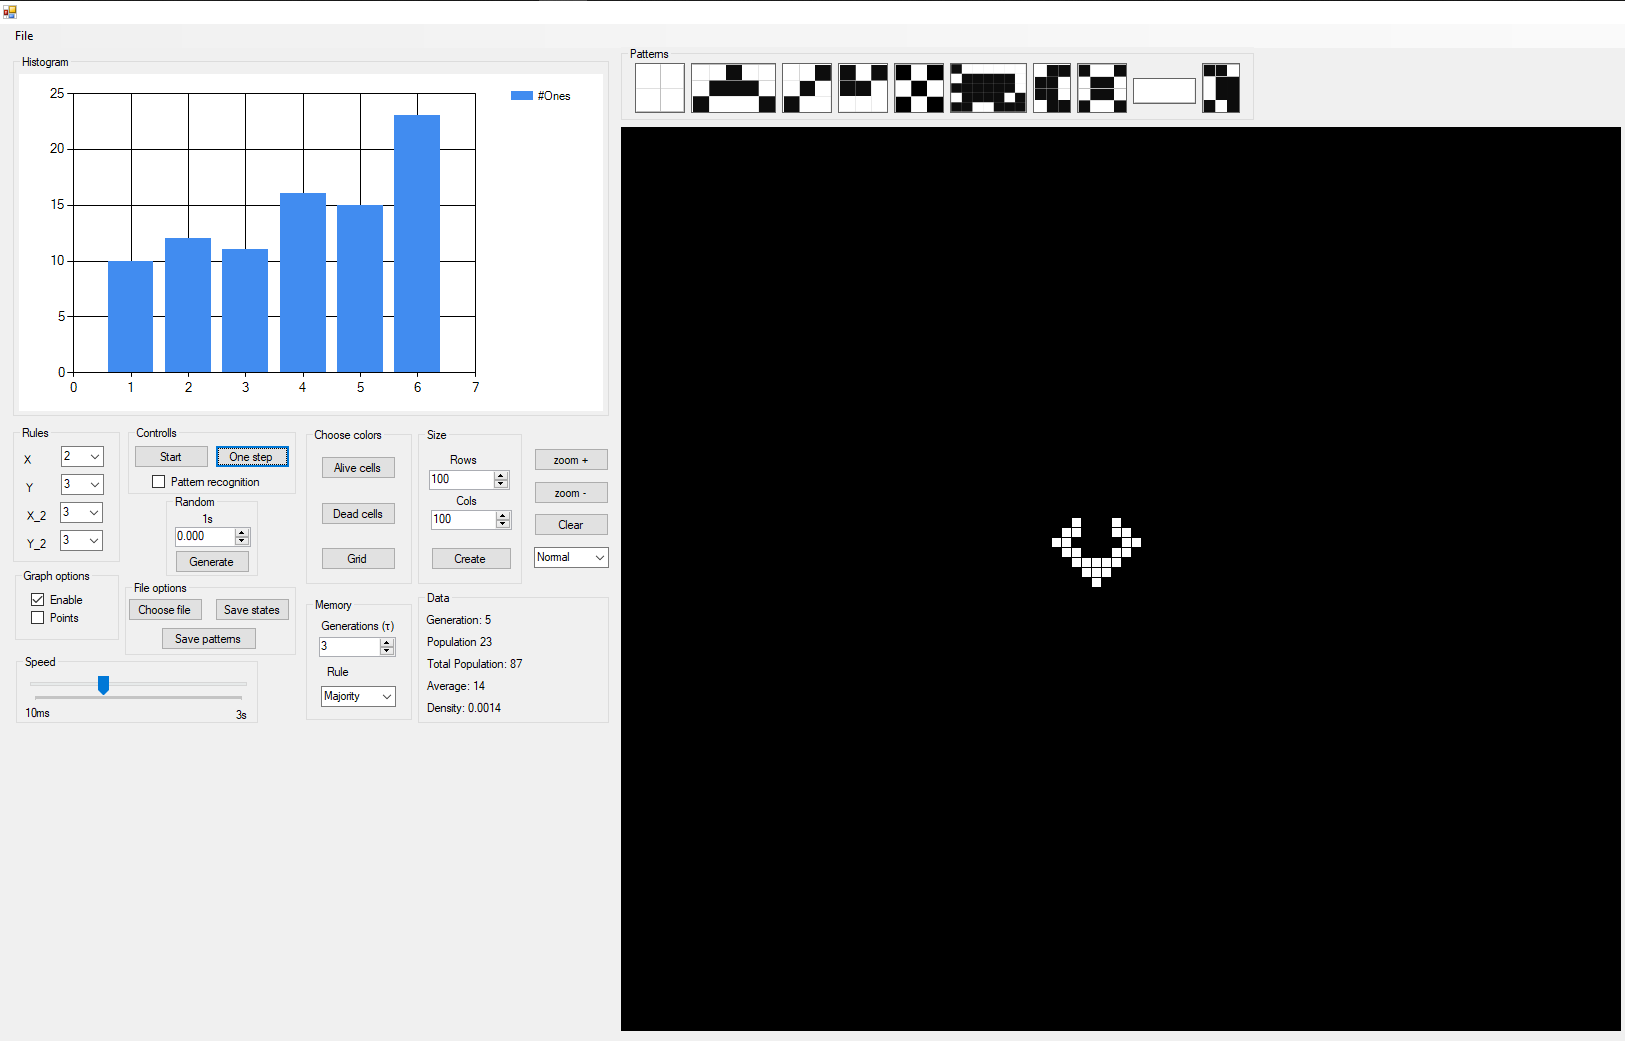 File
Histogram
25
20
15
10
5
0
0 1 2 3 4 5 6 7
#Ones
Patterns
Rules
X 2
Y 3
X_2 3
Y_2 3
Controlls
Start One step
Pattern recognition
Random
1s
0.000
Generate
Choose colors
Alive cells
Dead cells
Grid
Size
Rows
100
Cols
100
Create
zoom +
zoom -
Clear
Normal
Graph options
Enable
Points
File options
Choose file Save states
Save patterns
Memory
Generations (τ)
3
Rule
Majority
Data
Generation: 5
Population 23
Total Population: 87
Average: 14
Density: 0.0014
Speed
10ms 3s